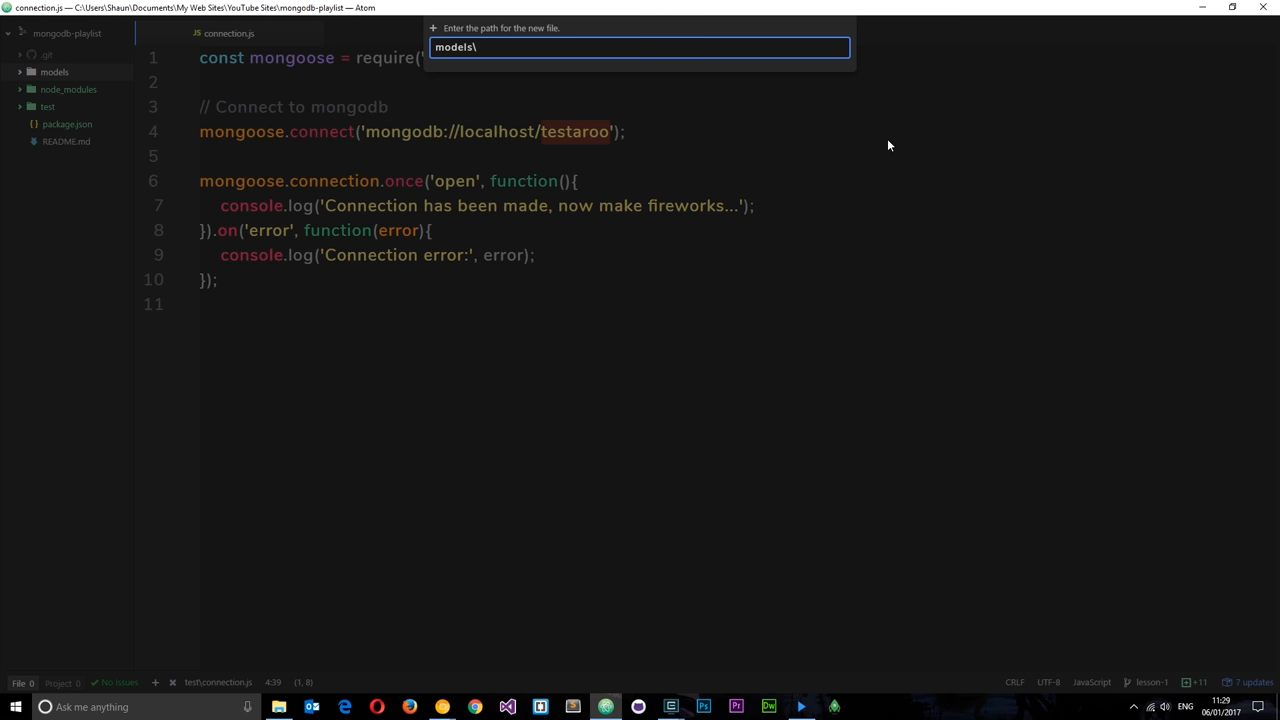 connection.js — C:\Users\Shaun\Documents\My Web Sites\YouTube Sites\mongodb-playlist — Atom
mongodb-playlist
.git
models
node_modules
test
package.json
README.md
JS connection.js
Enter the path for the new file.
models\
1 const mongoose = require('
2
3 // Connect to mongodb
4 mongoose.connect('mongodb://localhost/testaroo');
5
6 mongoose.connection.once('open', function(){
7 console.log('Connection has been made, now make fireworks...');
8 }).on('error', function(error){
9 console.log('Connection error:', error);
10 });
11
File 0 Project 0 No Issues test\connection.js 4:39 (1, 8) CRLF UTF-8 JavaScript lesson-1 +11 7 updates
Ask me anything
Ps Pr Dw
ENG
11:29
06/01/2017